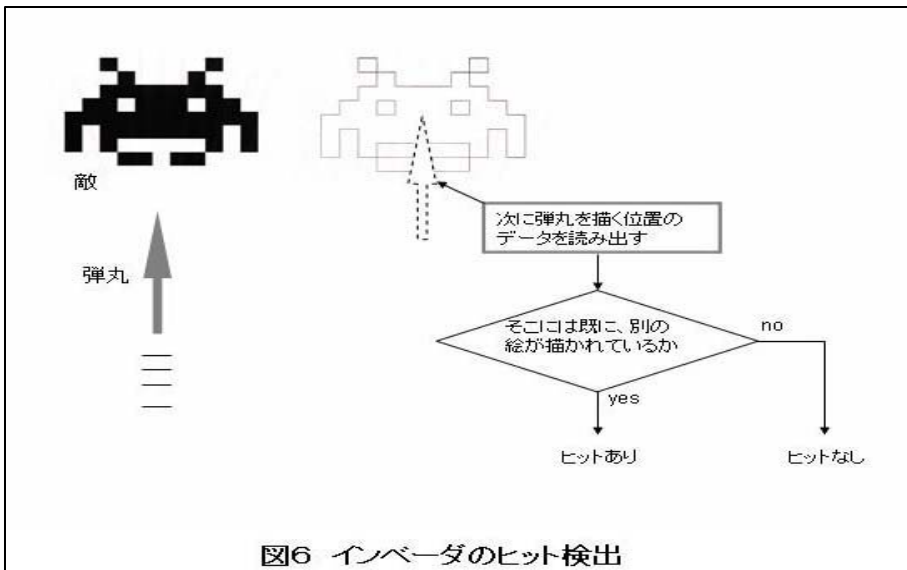 敵
弾丸
次に弾丸を描く位置の
データを読み出す
そこには既に、別の
絵が描かれているか
no
yes
ヒットあり
ヒットなし
図6 インベーダのヒット検出